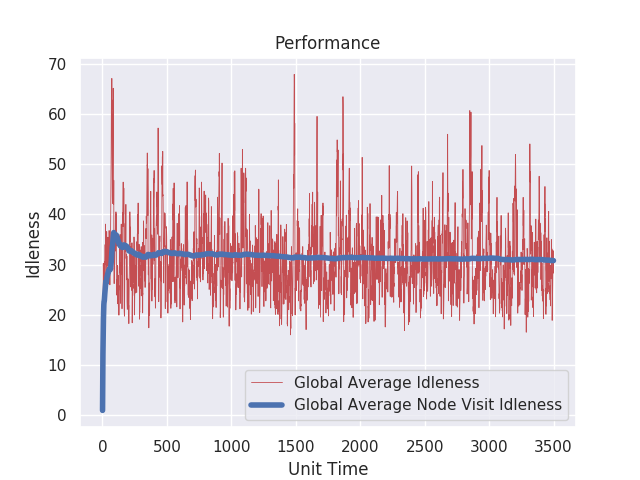 Performance
70
60
50
40
30
20
10
0
Idleness
0 500 1000 1500 2000 2500 3000 3500
Unit Time
Global Average Idleness
Global Average Node Visit Idleness